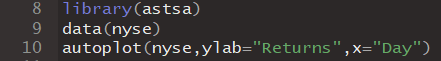 8 library(astsa)
9 data(nyse)
10 autoplot(nyse,ylab="Returns",x="Day")